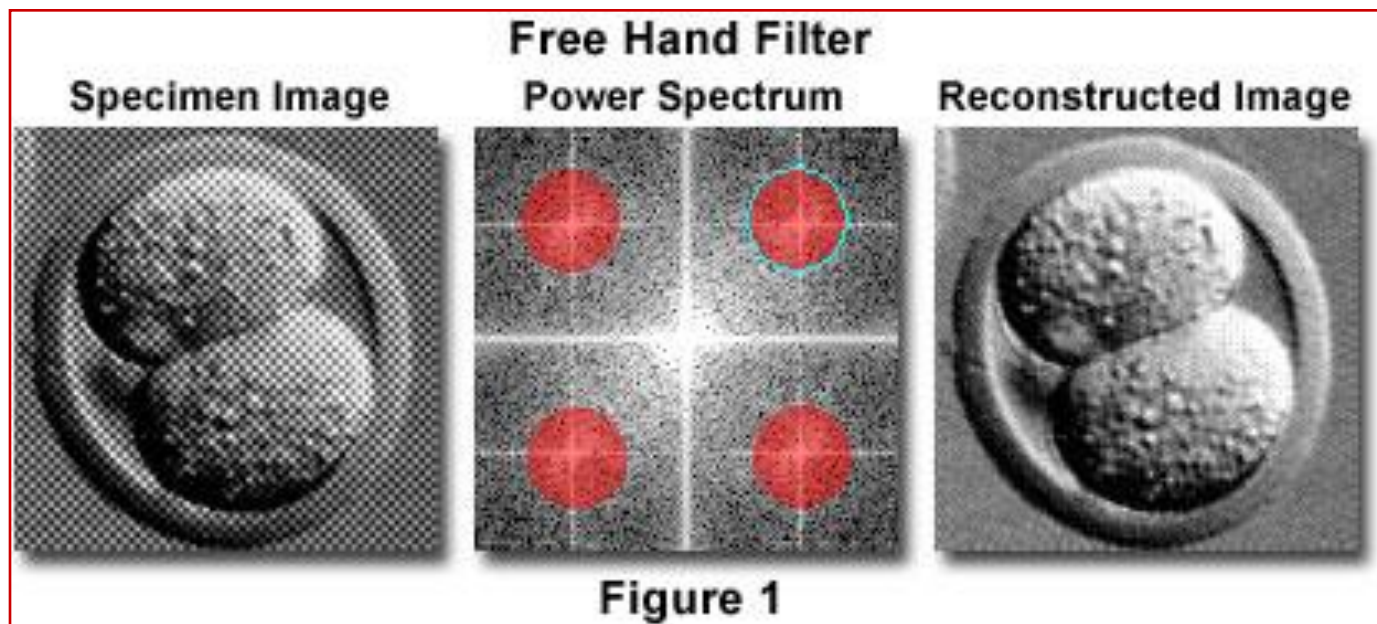 Free Hand Filter
Specimen Image
Power Spectrum
Reconstructed Image
Figure 1